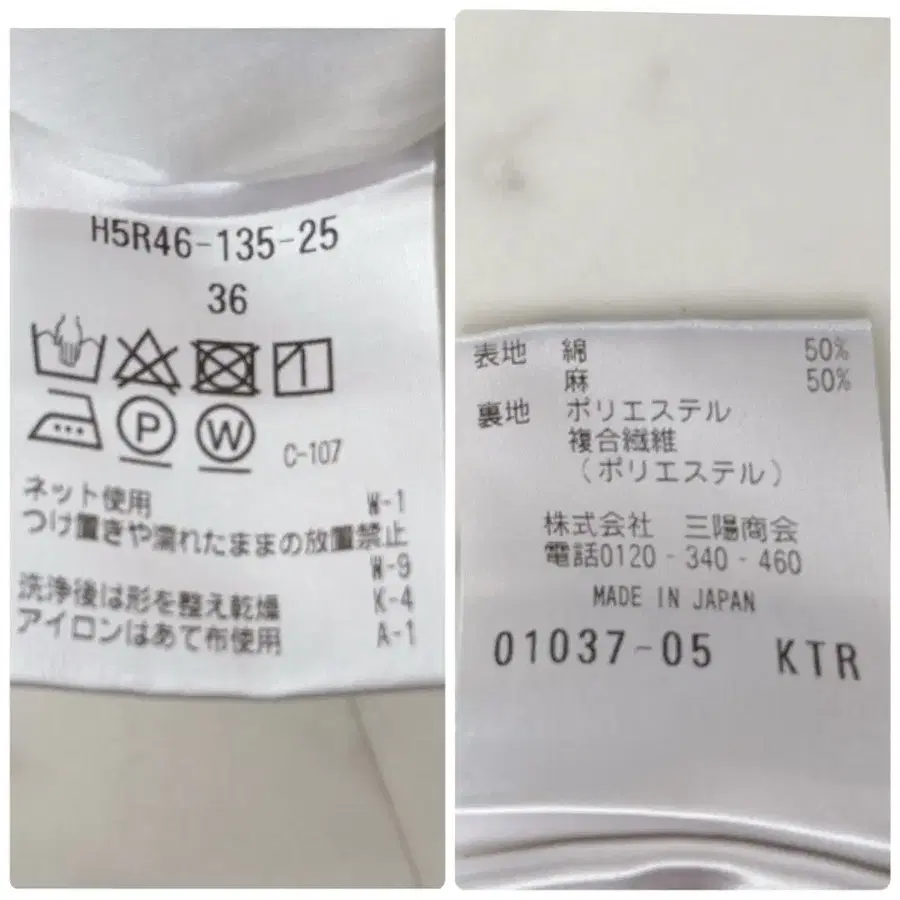 H5R46-135-25
36
P
W
C-107
ネット使用 W-1
つけ置きや濡れたままの放置禁止
W-9
洗浄後は形を整え乾燥 K-4
アイロンはあて布使用 A-1
表地 綿 50%
麻 50%
裏地 ポリエステル
複合繊維
(ポリエステル)
株式会社 三陽商会
電話0120-340-460
MADE IN JAPAN
01037-05 KTR